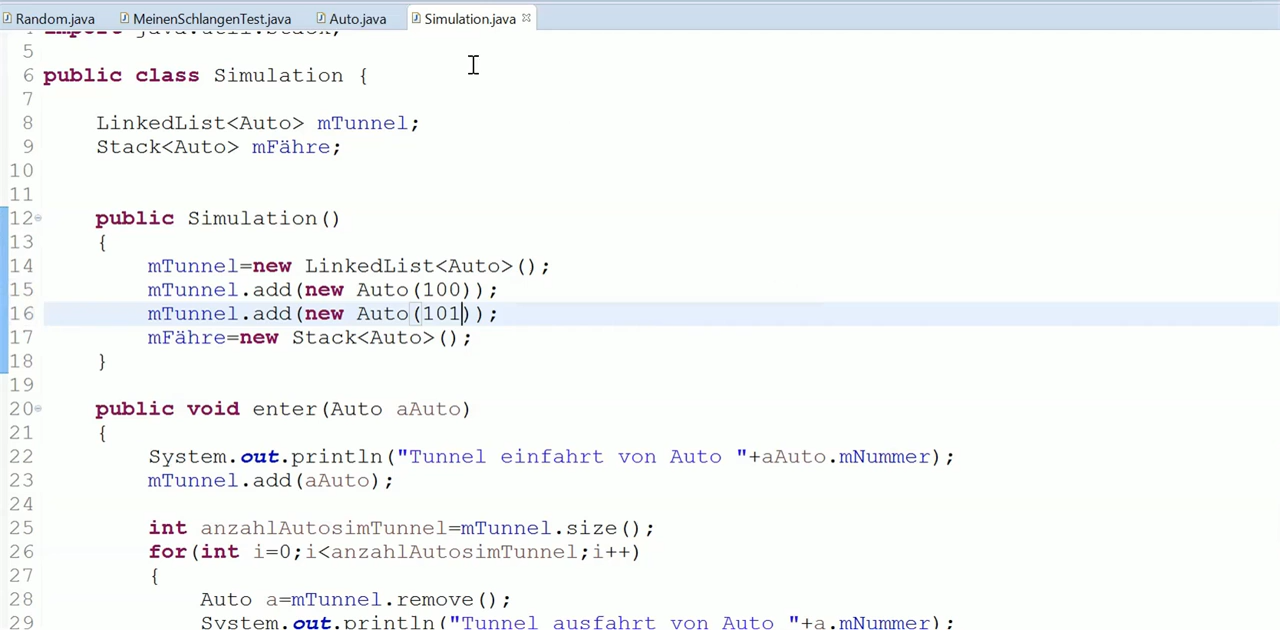 Random.java MeinenSchlangenTest.java Auto.java Simulation.java
4 import java.util.Stack;
5
6 public class Simulation {
7
8 LinkedList<Auto> mTunnel;
9 Stack<Auto> mFähre;
10
11
12 public Simulation()
13 {
14 mTunnel=new LinkedList<Auto>();
15 mTunnel.add(new Auto(100));
16 mTunnel.add(new Auto(101));
17 mFähre=new Stack<Auto>();
18 }
19
20 public void enter(Auto aAuto)
21 {
22 System.out.println("Tunnel einfahrt von Auto "+aAuto.mNummer);
23 mTunnel.add(aAuto);
24
25 int anzahlAutosimTunnel=mTunnel.size();
26 for(int i=0;i<anzahlAutosimTunnel;i++)
27 {
28 Auto a=mTunnel.remove();
29 System.out.println("Tunnel ausfahrt von Auto "+a.mNummer);